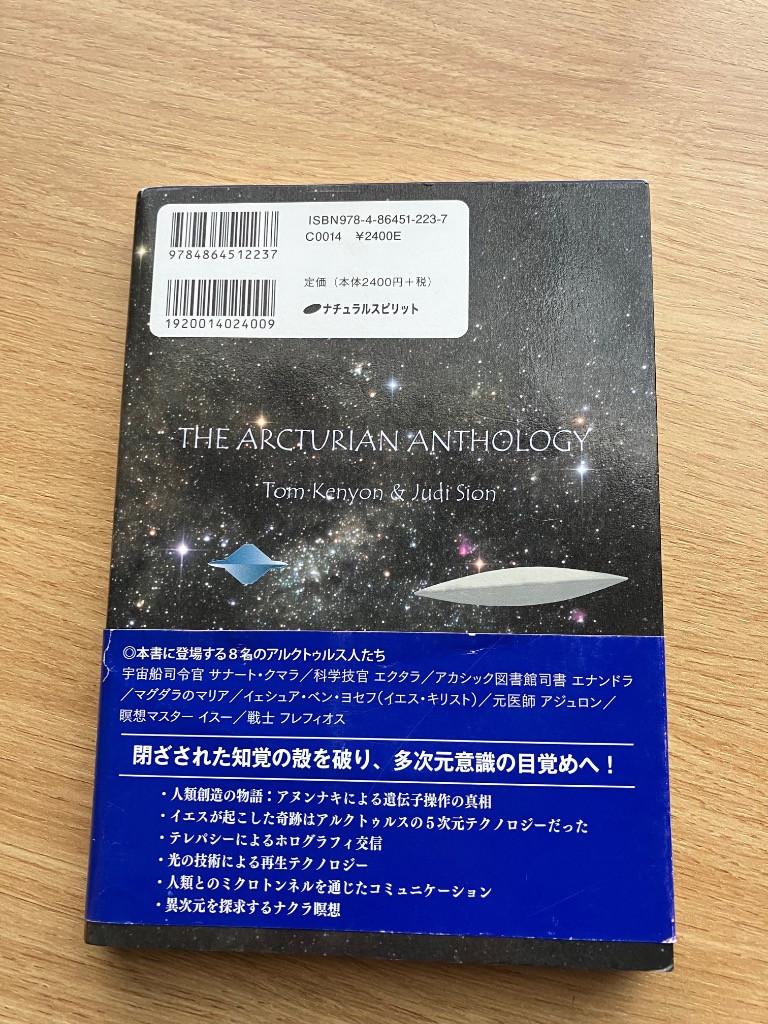 ISBN978-4-86451-223-7
C0014 ¥2400E
9784864512237
定価（本体2400円＋税）
ナチュラルスピリット
1920014024009
THE ARCTURIAN ANTHOLOGY
Tom Kenyon & Judi Sion
◎本書に登場する８名のアルクトゥルス人たち
宇宙船司令官 サナート・クマラ／科学技官 エクタラ／アカシック図書館司書 エナンドラ
／マグダラのマリア／イェシュア・ベン・ヨセフ（イエス・キリスト）／元医師 アジュロン／
瞑想マスター イスー／戦士 フレフィオス
閉ざされた知覚の殻を破り、多次元意識の目覚めへ！
・人類創造の物語：アヌンナキによる遺伝子操作の真相
・イエスが起こした奇跡はアルクトゥルスの５次元テクノロジーだった
・テレパシーによるホログラフィ交信
・光の技術による再生テクノロジー
・人類とのミクロトンネルを通じたコミュニケーション
・異次元を探求するナクラ瞑想